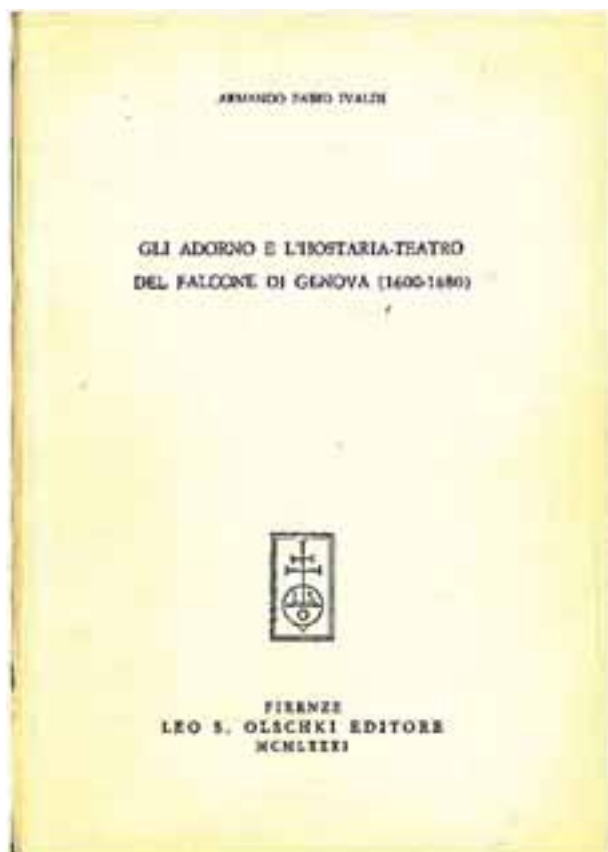 ARMANDO FABIO IVALDI
GLI ADORNO E L'HOSTARIA-TEATRO
DEL FALCONE DI GENOVA (1600-1680)
FIRENZE
LEO S. OLSCHKI EDITORE
MCMLXXXI